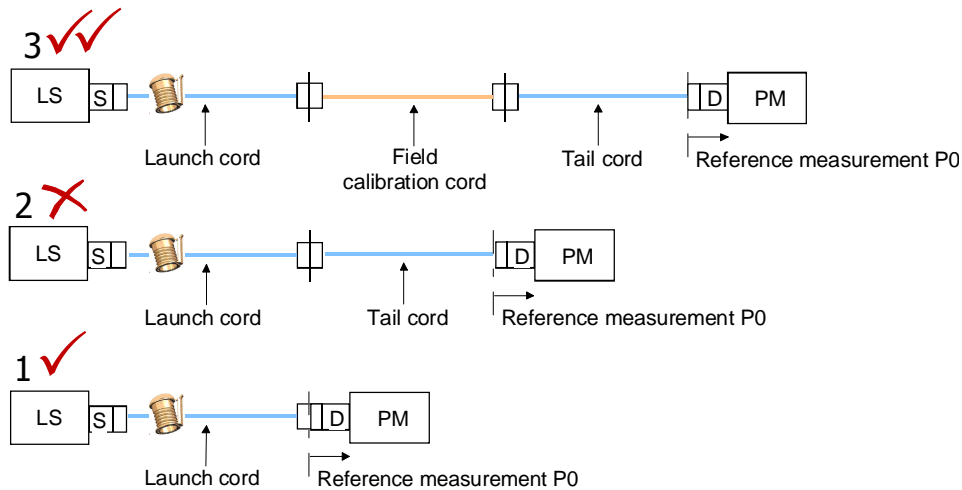 3
LS
S
D
PM
Launch cord
Field
calibration cord
Tail cord
Reference measurement P0
2
LS
S
D
PM
Launch cord
Tail cord
Reference measurement P0
1
LS
S
D
PM
Launch cord
Reference measurement P0